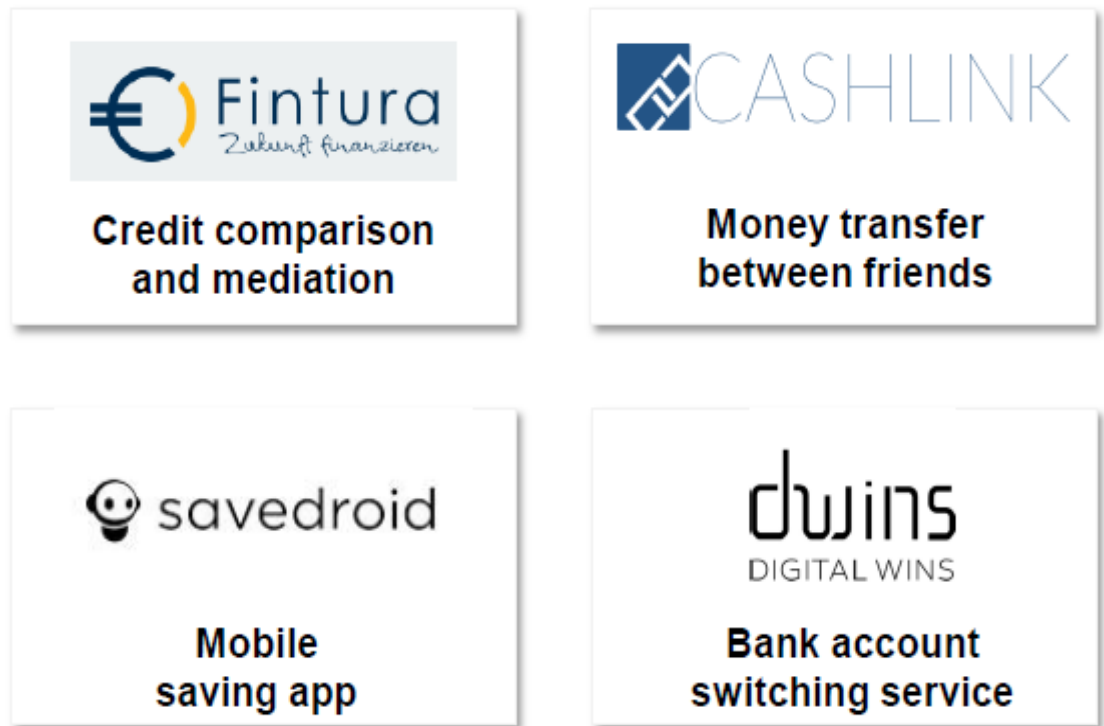 Fintura
Zukunft finanzieren
Credit comparison
and mediation
CASHLINK
Money transfer
between friends
savedroid
Mobile
saving app
dwins
DIGITAL WINS
Bank account
switching service